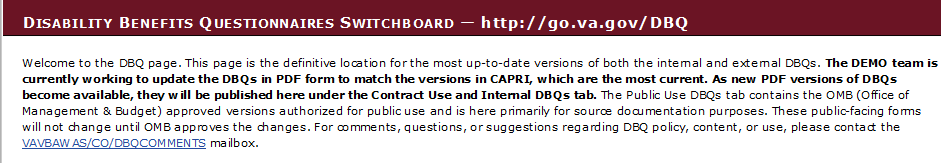 DISABILITY BENEFITS QUESTIONNAIRES SWITCHBOARD — http://go.va.gov/DBQ
Welcome to the DBQ page. This page is the definitive location for the most up-to-date versions of both the internal and external DBQs. The DEMO team is
currently working to update the DBQs in PDF form to match the versions in CAPRI, which are the most current. As new PDF versions of DBQs
become available, they will be published here under the Contract Use and Internal DBQs tab. The Public Use DBQs tab contains the OMB (Office of
Management & Budget) approved versions authorized for public use and is here primarily for source documentation purposes. These public-facing forms
will not change until OMB approves the changes. For comments, questions, or suggestions regarding DBQ policy, content, or use, please contact the
VAVBAWAS/CO/DBQCOMMENTS mailbox.